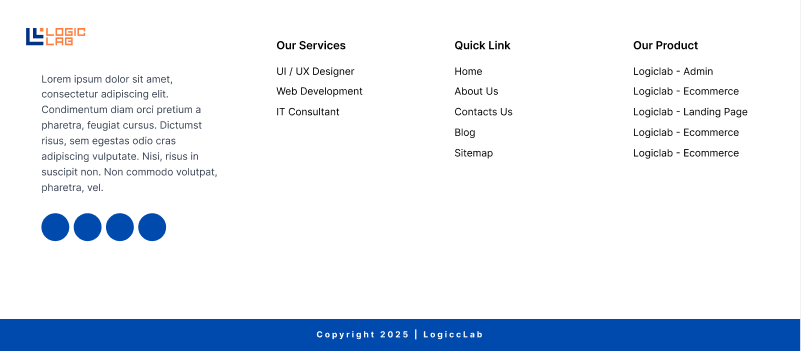 LOGIC
LAB
Lorem ipsum dolor sit amet,
consectetur adipiscing elit.
Condimentum diam orci pretium a
pharetra, feugiat cursus. Dictumst
risus, sem egestas odio cras
adipiscing vulputate. Nisi, risus in
suscipit non. Non commodo volutpat,
pharetra, vel.
Our Services
UI / UX Designer
Web Development
IT Consultant
Quick Link
Home
About Us
Contacts Us
Blog
Sitemap
Our Product
Logiclab - Admin
Logiclab - Ecommerce
Logiclab - Landing Page
Logiclab - Ecommerce
Logiclab - Ecommerce
Copyright 2025 | LogiccLab